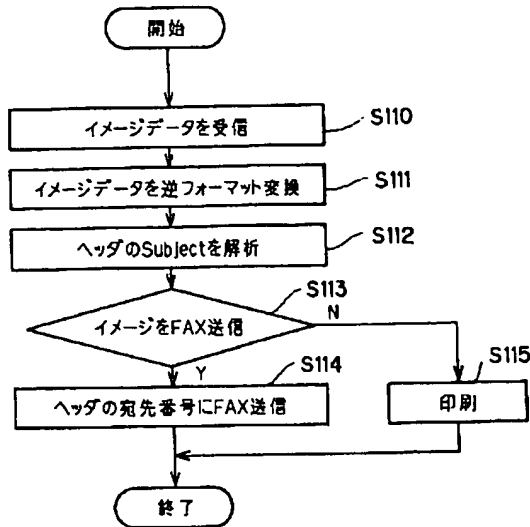 開始
イメージデータを受信
S110
イメージデータを逆フォーマット変換
S111
ヘッダのSubjectを解析
S112
イメージをFAX送信
S113
N
Y
ヘッダの宛先番号にFAX送信
S114
印刷
S115
終了